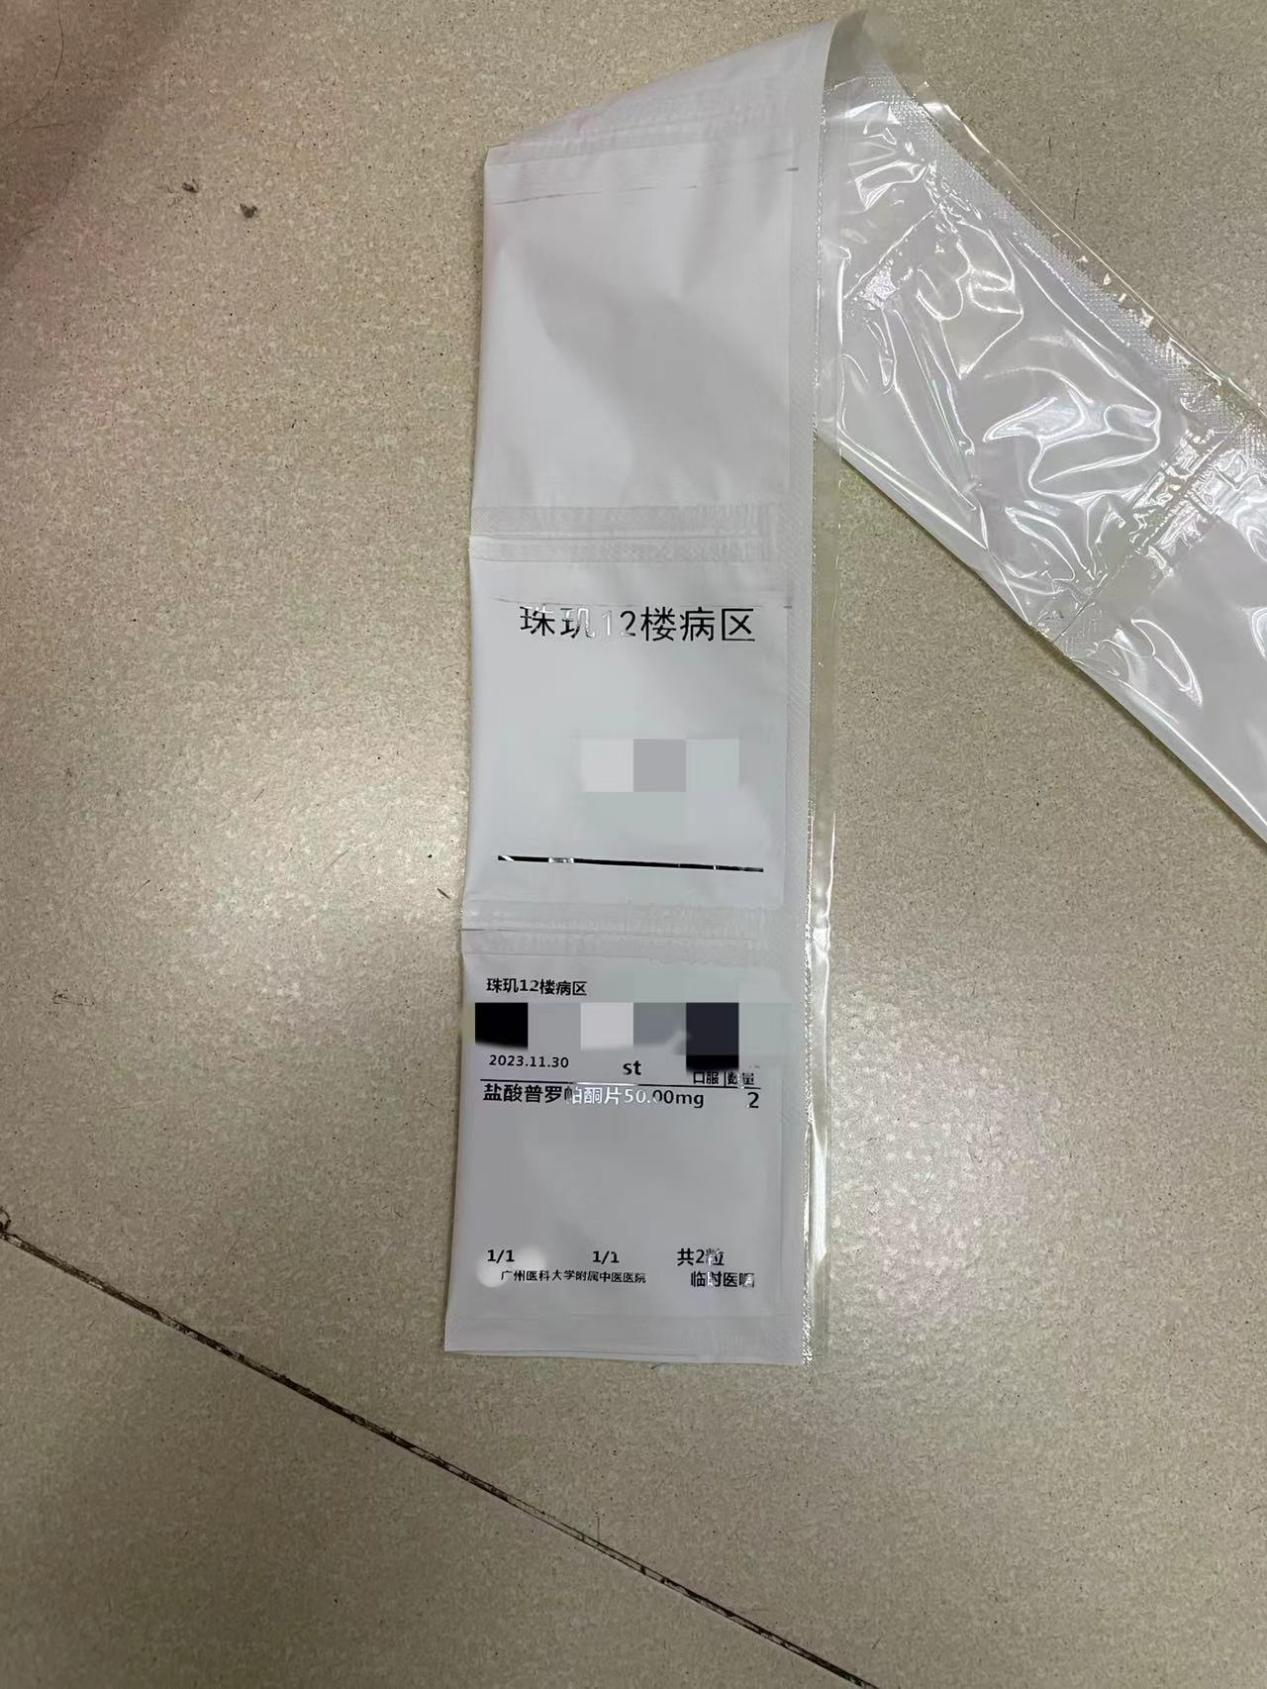 珠玑12楼病区
珠玑12楼病区
2023.11.30 st 口服 数量
盐酸普罗帕酮片50.00mg 2
1/1 1/1 共2粒
广州医科大学附属中医医院 临时医嘱